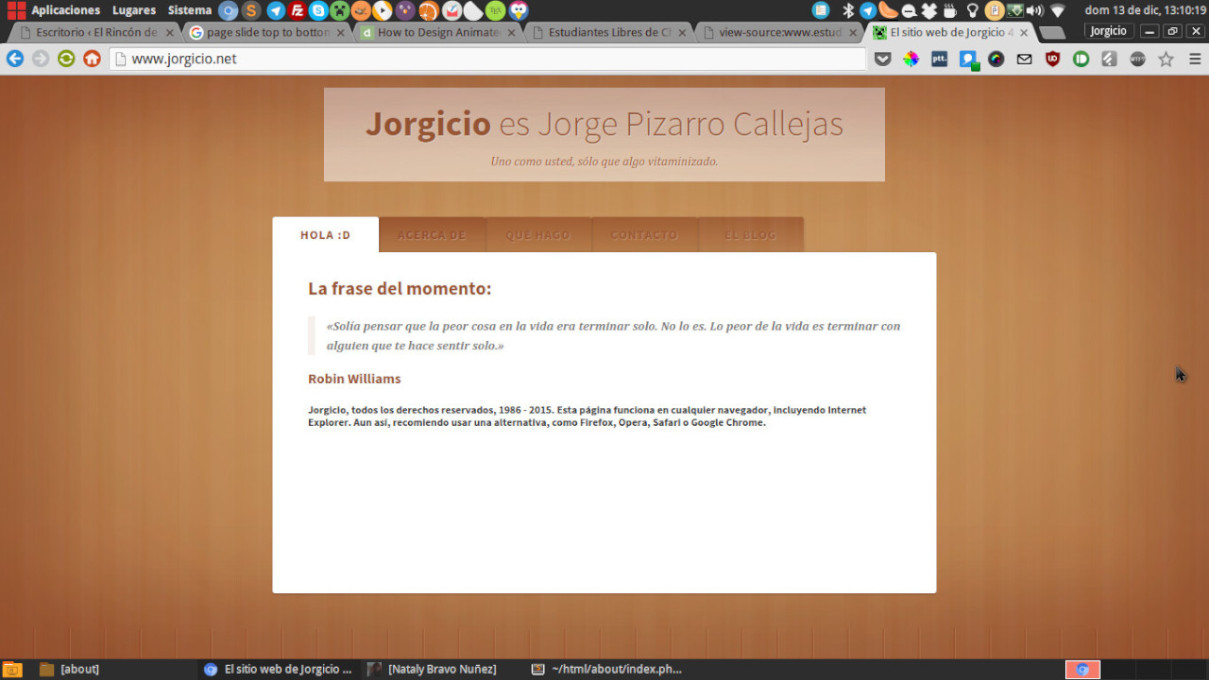 Aplicaciones Lugares Sistema dom 13 de dic, 13:10:19
Escritorio ‹ El Rincón de page slide top to botton How to Design Animate Estudiantes Libres de C view-source:www.estud El sitio web de Jorgicio Jorgicio
www.jorgicio.net ptt.
Jorgicio es Jorge Pizarro Callejas
Uno como usted, sólo que algo vitaminizado.
HOLA :D ACERCA DE QUÉ HAGO CONTACTO EL BLOG
La frase del momento:
«Solía pensar que la peor cosa en la vida era terminar solo. No lo es. Lo peor de la vida es terminar con
alguien que te hace sentir solo.»
Robin Williams
Jorgicio, todos los derechos reservados, 1986 - 2015. Esta página funciona en cualquier navegador, incluyendo Internet
Explorer. Aun así, recomiendo usar una alternativa, como Firefox, Opera, Safari o Google Chrome.
[about] El sitio web de Jorgicio ... [Nataly Bravo Nuñez] ~/html/about/index.ph...